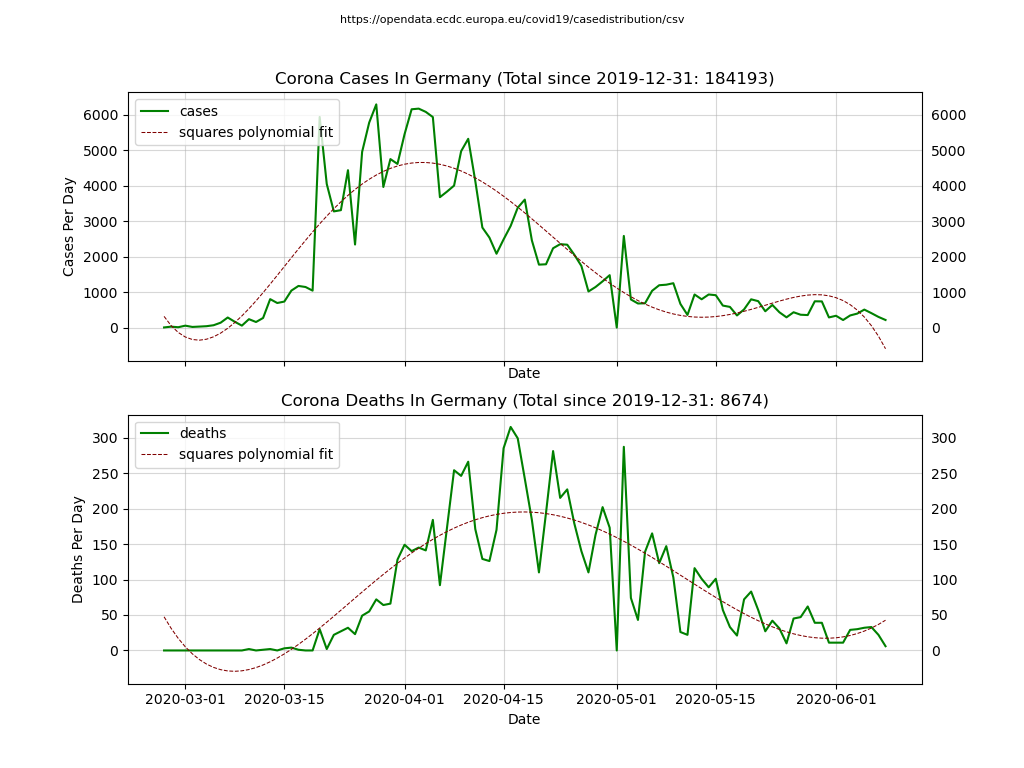 https://opendata.ecdc.europa.eu/covid19/casedistribution/csv
Corona Cases In Germany (Total since 2019-12-31: 184193)
cases
squares polynomial fit
Cases Per Day
6000 6000
5000 5000
4000 4000
3000 3000
2000 2000
1000 1000
0 0
Date
Corona Deaths In Germany (Total since 2019-12-31: 8674)
deaths
squares polynomial fit
Deaths Per Day
300 300
250 250
200 200
150 150
100 100
50 50
0 0
2020-03-01 2020-03-15 2020-04-01 2020-04-15 2020-05-01 2020-05-15 2020-06-01
Date